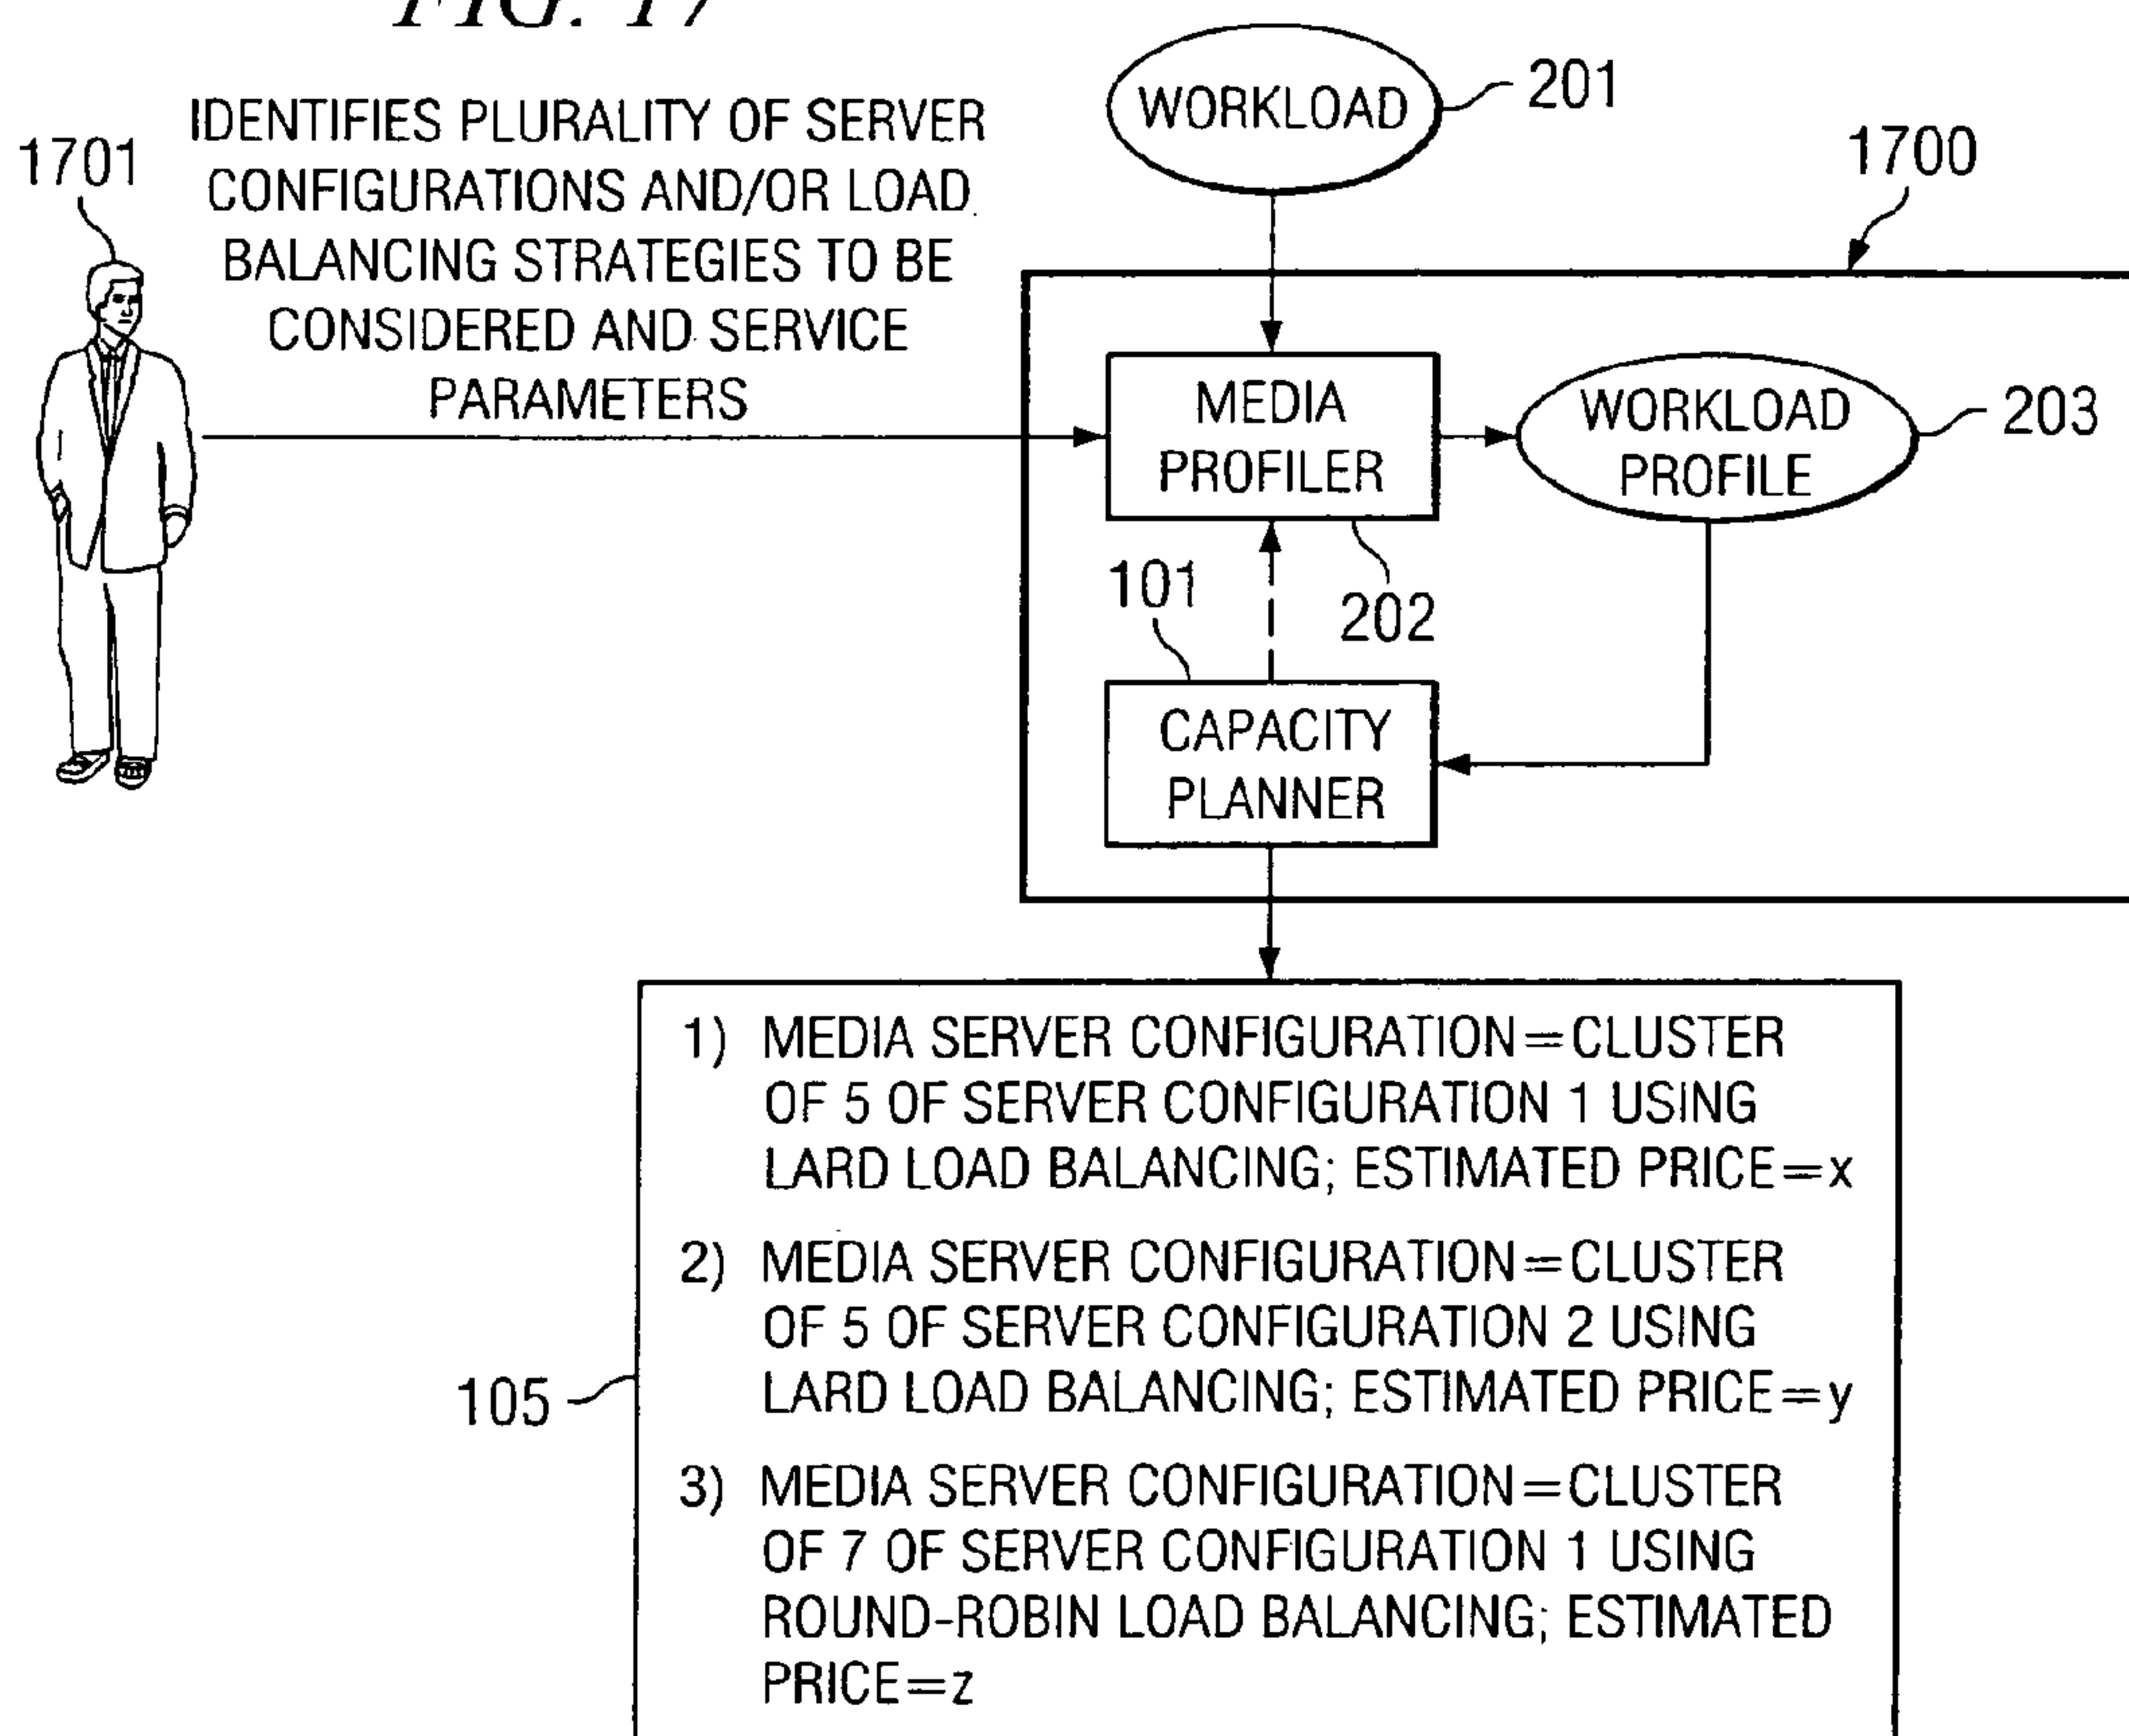 FIG. 17
1701
IDENTIFIES PLURALITY OF SERVER
CONFIGURATIONS AND/OR LOAD
BALANCING STRATEGIES TO BE
CONSIDERED AND SERVICE
PARAMETERS
WORKLOAD
201
1700
MEDIA
PROFILER
WORKLOAD
PROFILE
203
101
202
CAPACITY
PLANNER
1) MEDIA SERVER CONFIGURATION=CLUSTER
OF 5 OF SERVER CONFIGURATION 1 USING
LARD LOAD BALANCING; ESTIMATED PRICE=x
2) MEDIA SERVER CONFIGURATION=CLUSTER
OF 5 OF SERVER CONFIGURATION 2 USING
LARD LOAD BALANCING; ESTIMATED PRICE=y
105
3) MEDIA SERVER CONFIGURATION=CLUSTER
OF 7 OF SERVER CONFIGURATION 1 USING
ROUND-ROBIN LOAD BALANCING; ESTIMATED
PRICE=z